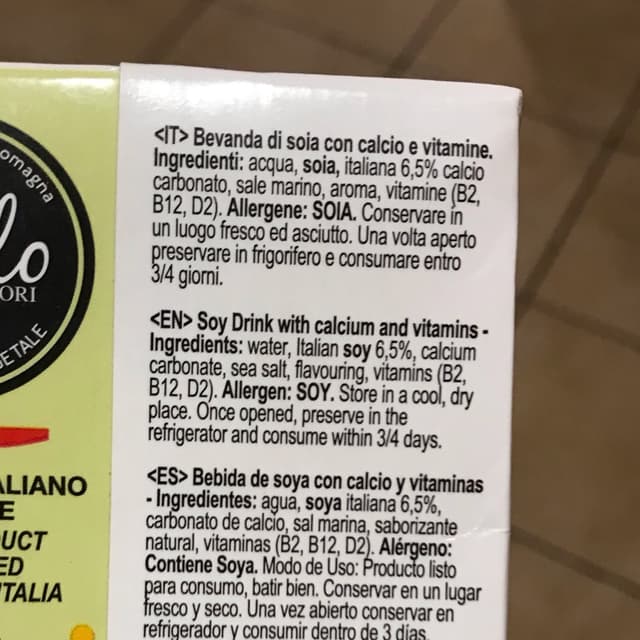 omagna
lo
ORI
ETALE
ALIANO
E
UCT
ED
ITALIA
<IT> Bevanda di soia con calcio e vitamine.
Ingredienti: acqua, soia, italiana 6,5% calcio
carbonato, sale marino, aroma, vitamine (B2,
B12, D2). Allergene: SOIA. Conservare in
un luogo fresco ed asciutto. Una volta aperto
preservare in frigorifero e consumare entro
3/4 giorni.
<EN> Soy Drink with calcium and vitamins -
Ingredients: water, Italian soy 6,5%, calcium
carbonate, sea salt, flavouring, vitamins (B2,
B12, D2). Allergen: SOY. Store in a cool, dry
place. Once opened, preserve in the
refrigerator and consume within 3/4 days.
<ES> Bebida de soya con calcio y vitaminas
- Ingredientes: agua, soya italiana 6,5%,
carbonato de calcio, sal marina, saborizante
natural, vitaminas (B2, B12, D2). Alérgeno:
Contiene Soya. Modo de Uso: Producto listo
para consumo, batir bien. Conservar en un lugar
fresco y seco. Una vez abierto conservar en
refrigerador y consumir dentro de 3 días.